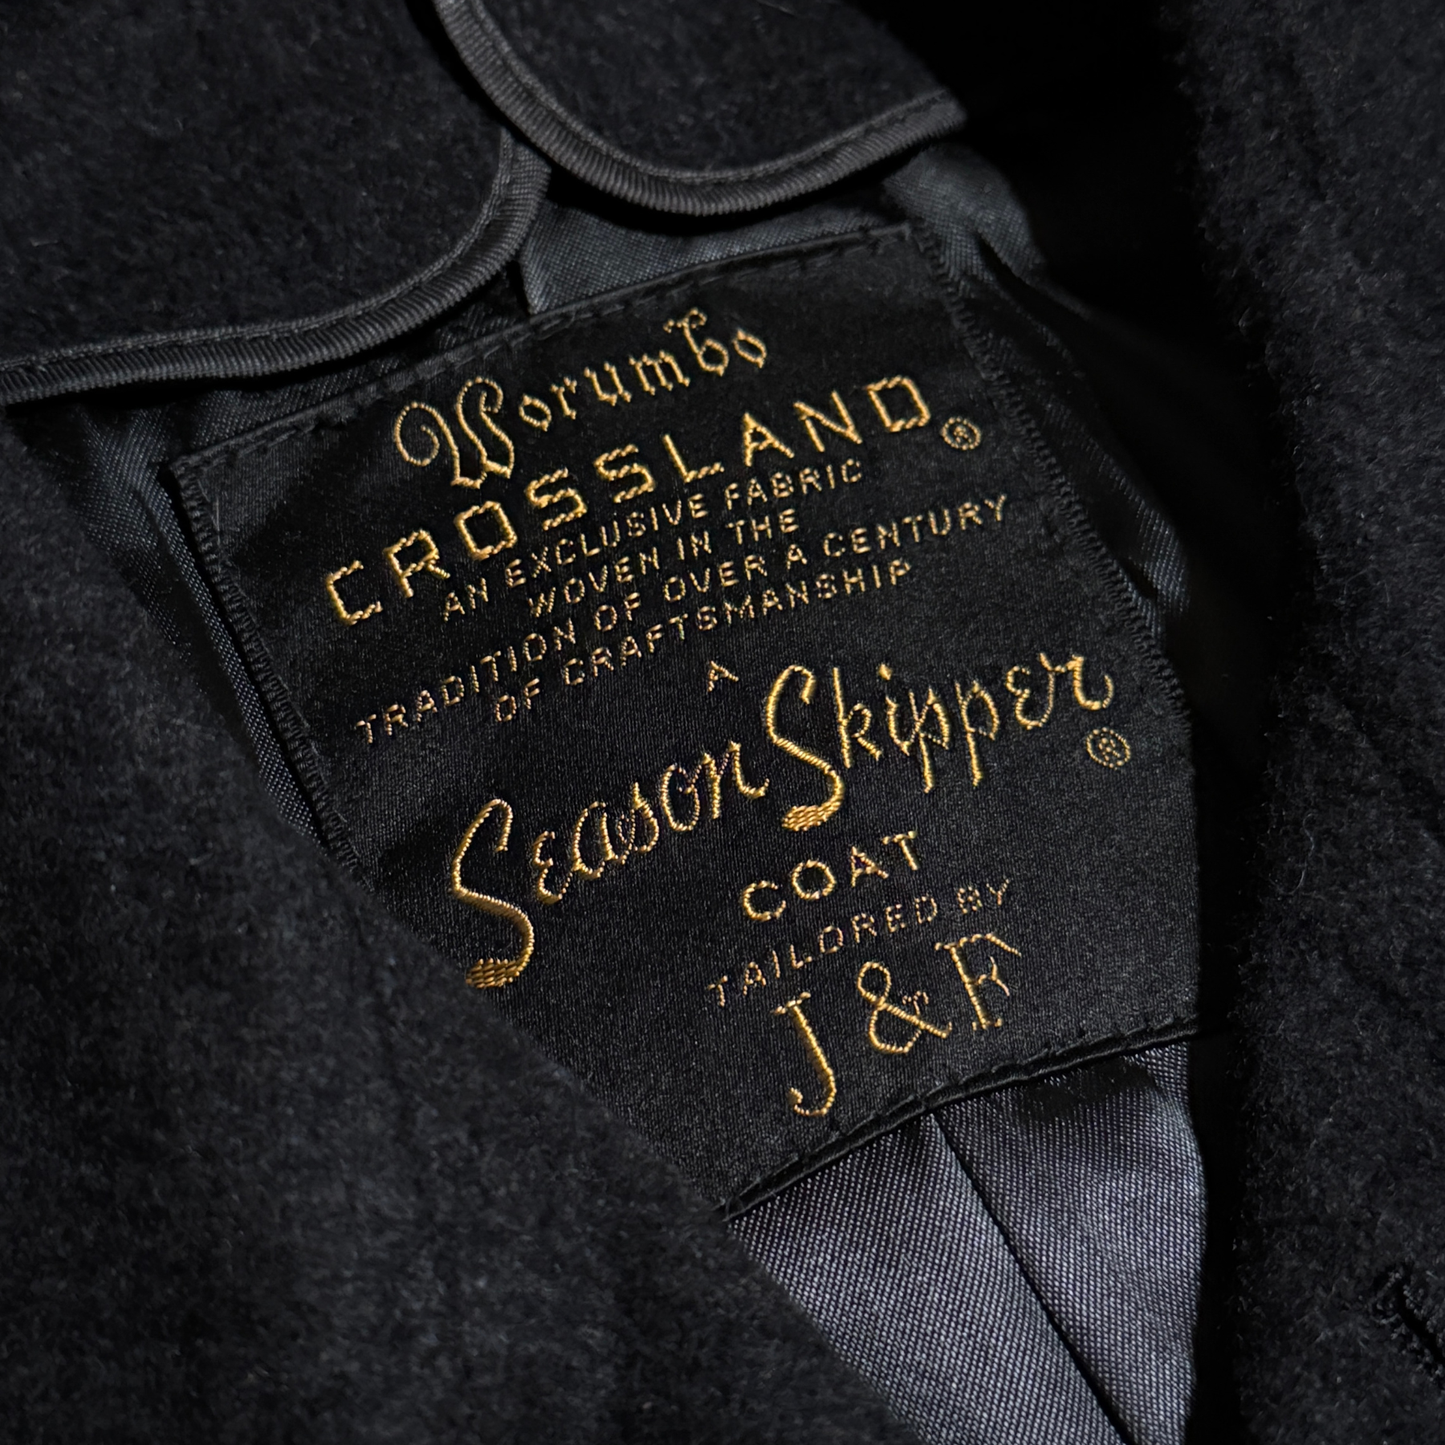 Worumbo
CROSSLAND®
AN EXCLUSIVE FABRIC
WOVEN IN THE
TRADITION OF OVER A CENTURY
OF CRAFTSMANSHIP
A
Season Skipper®
COAT
TAILORED BY
J & F